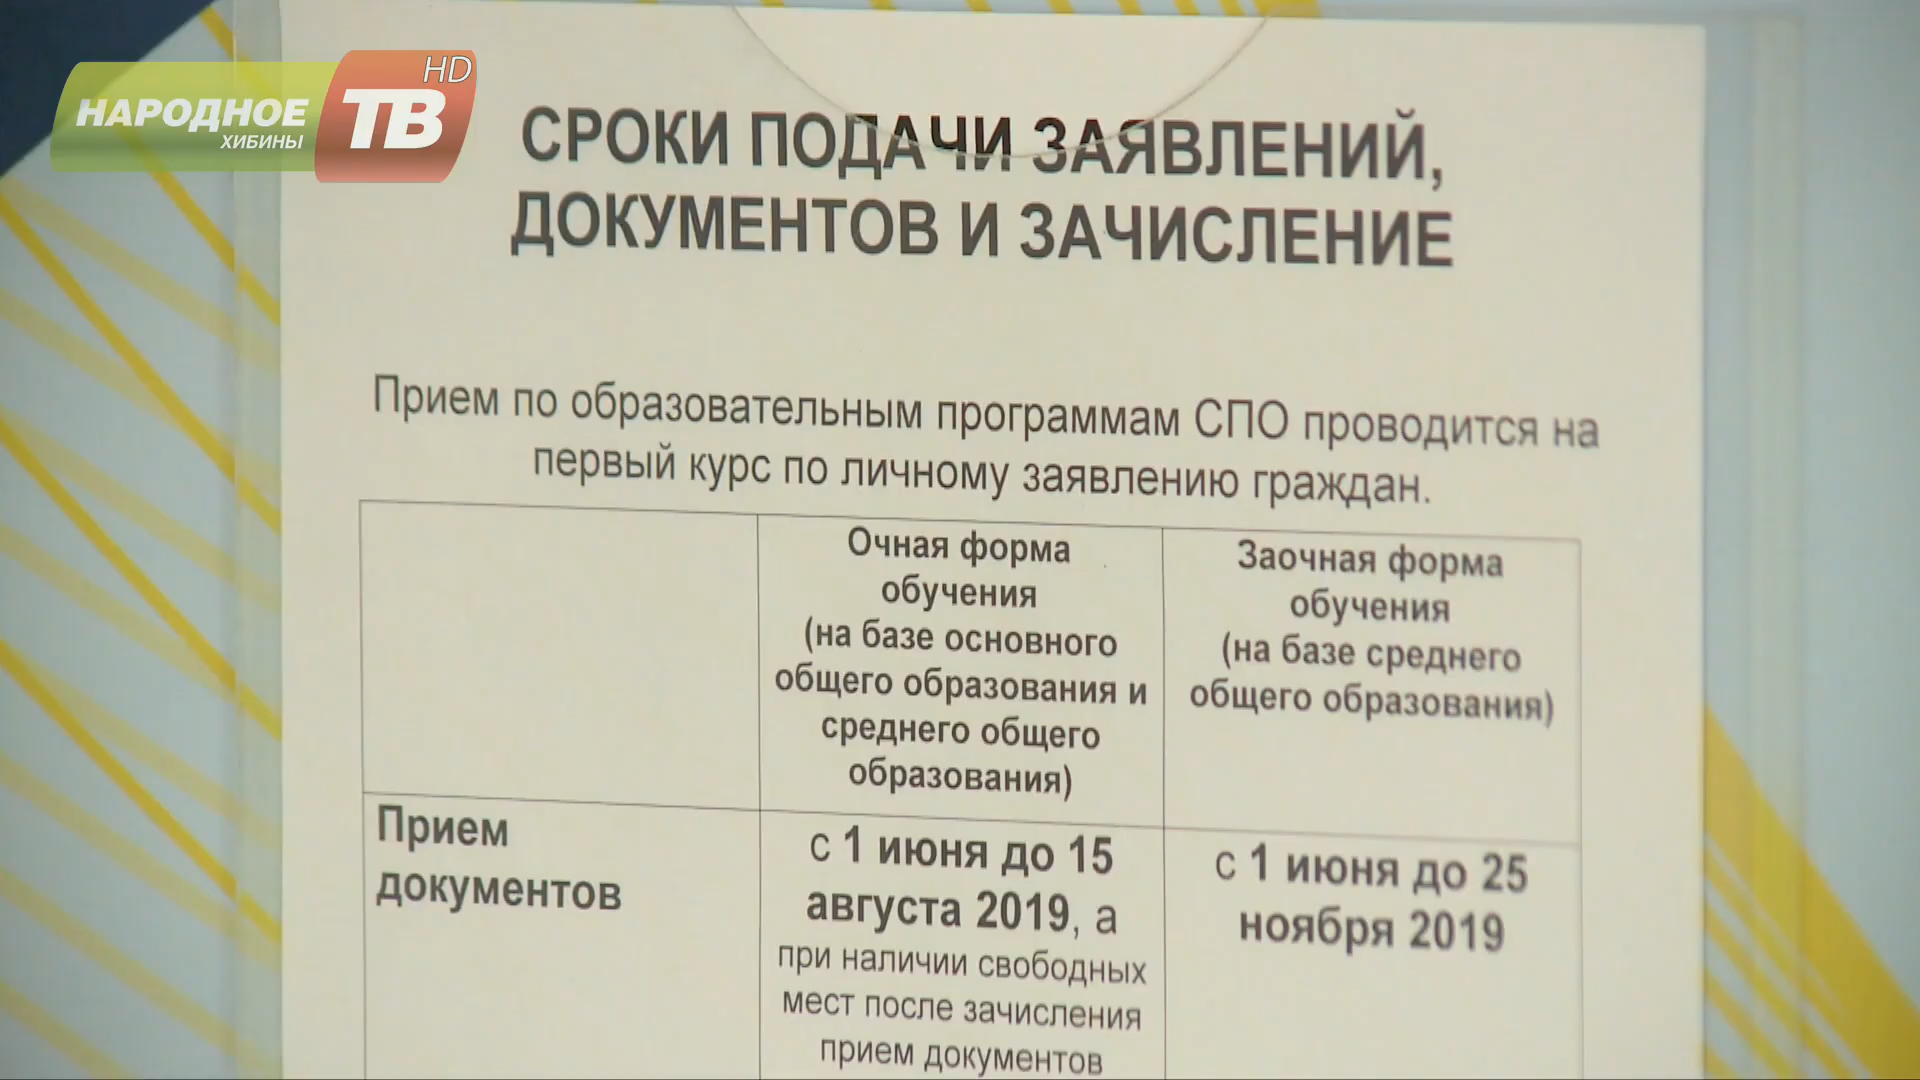 НАРОДНОЕ
ХИБИНЫ
ТВ
HD
СРОКИ ПОДАЧИ ЗАЯВЛЕНИЙ,
ДОКУМЕНТОВ И ЗАЧИСЛЕНИЕ
Прием по образовательным программам СПО проводится на
первый курс по личному заявлению граждан.
Очная форма
обучения
(на базе основного
общего образования и
среднего общего
образования)
Заочная форма
обучения
(на базе среднего
общего образования)
Прием
документов
с 1 июня до 15
августа 2019, а
при наличии свободных
мест после зачисления
прием документов
с 1 июня до 25
ноября 2019